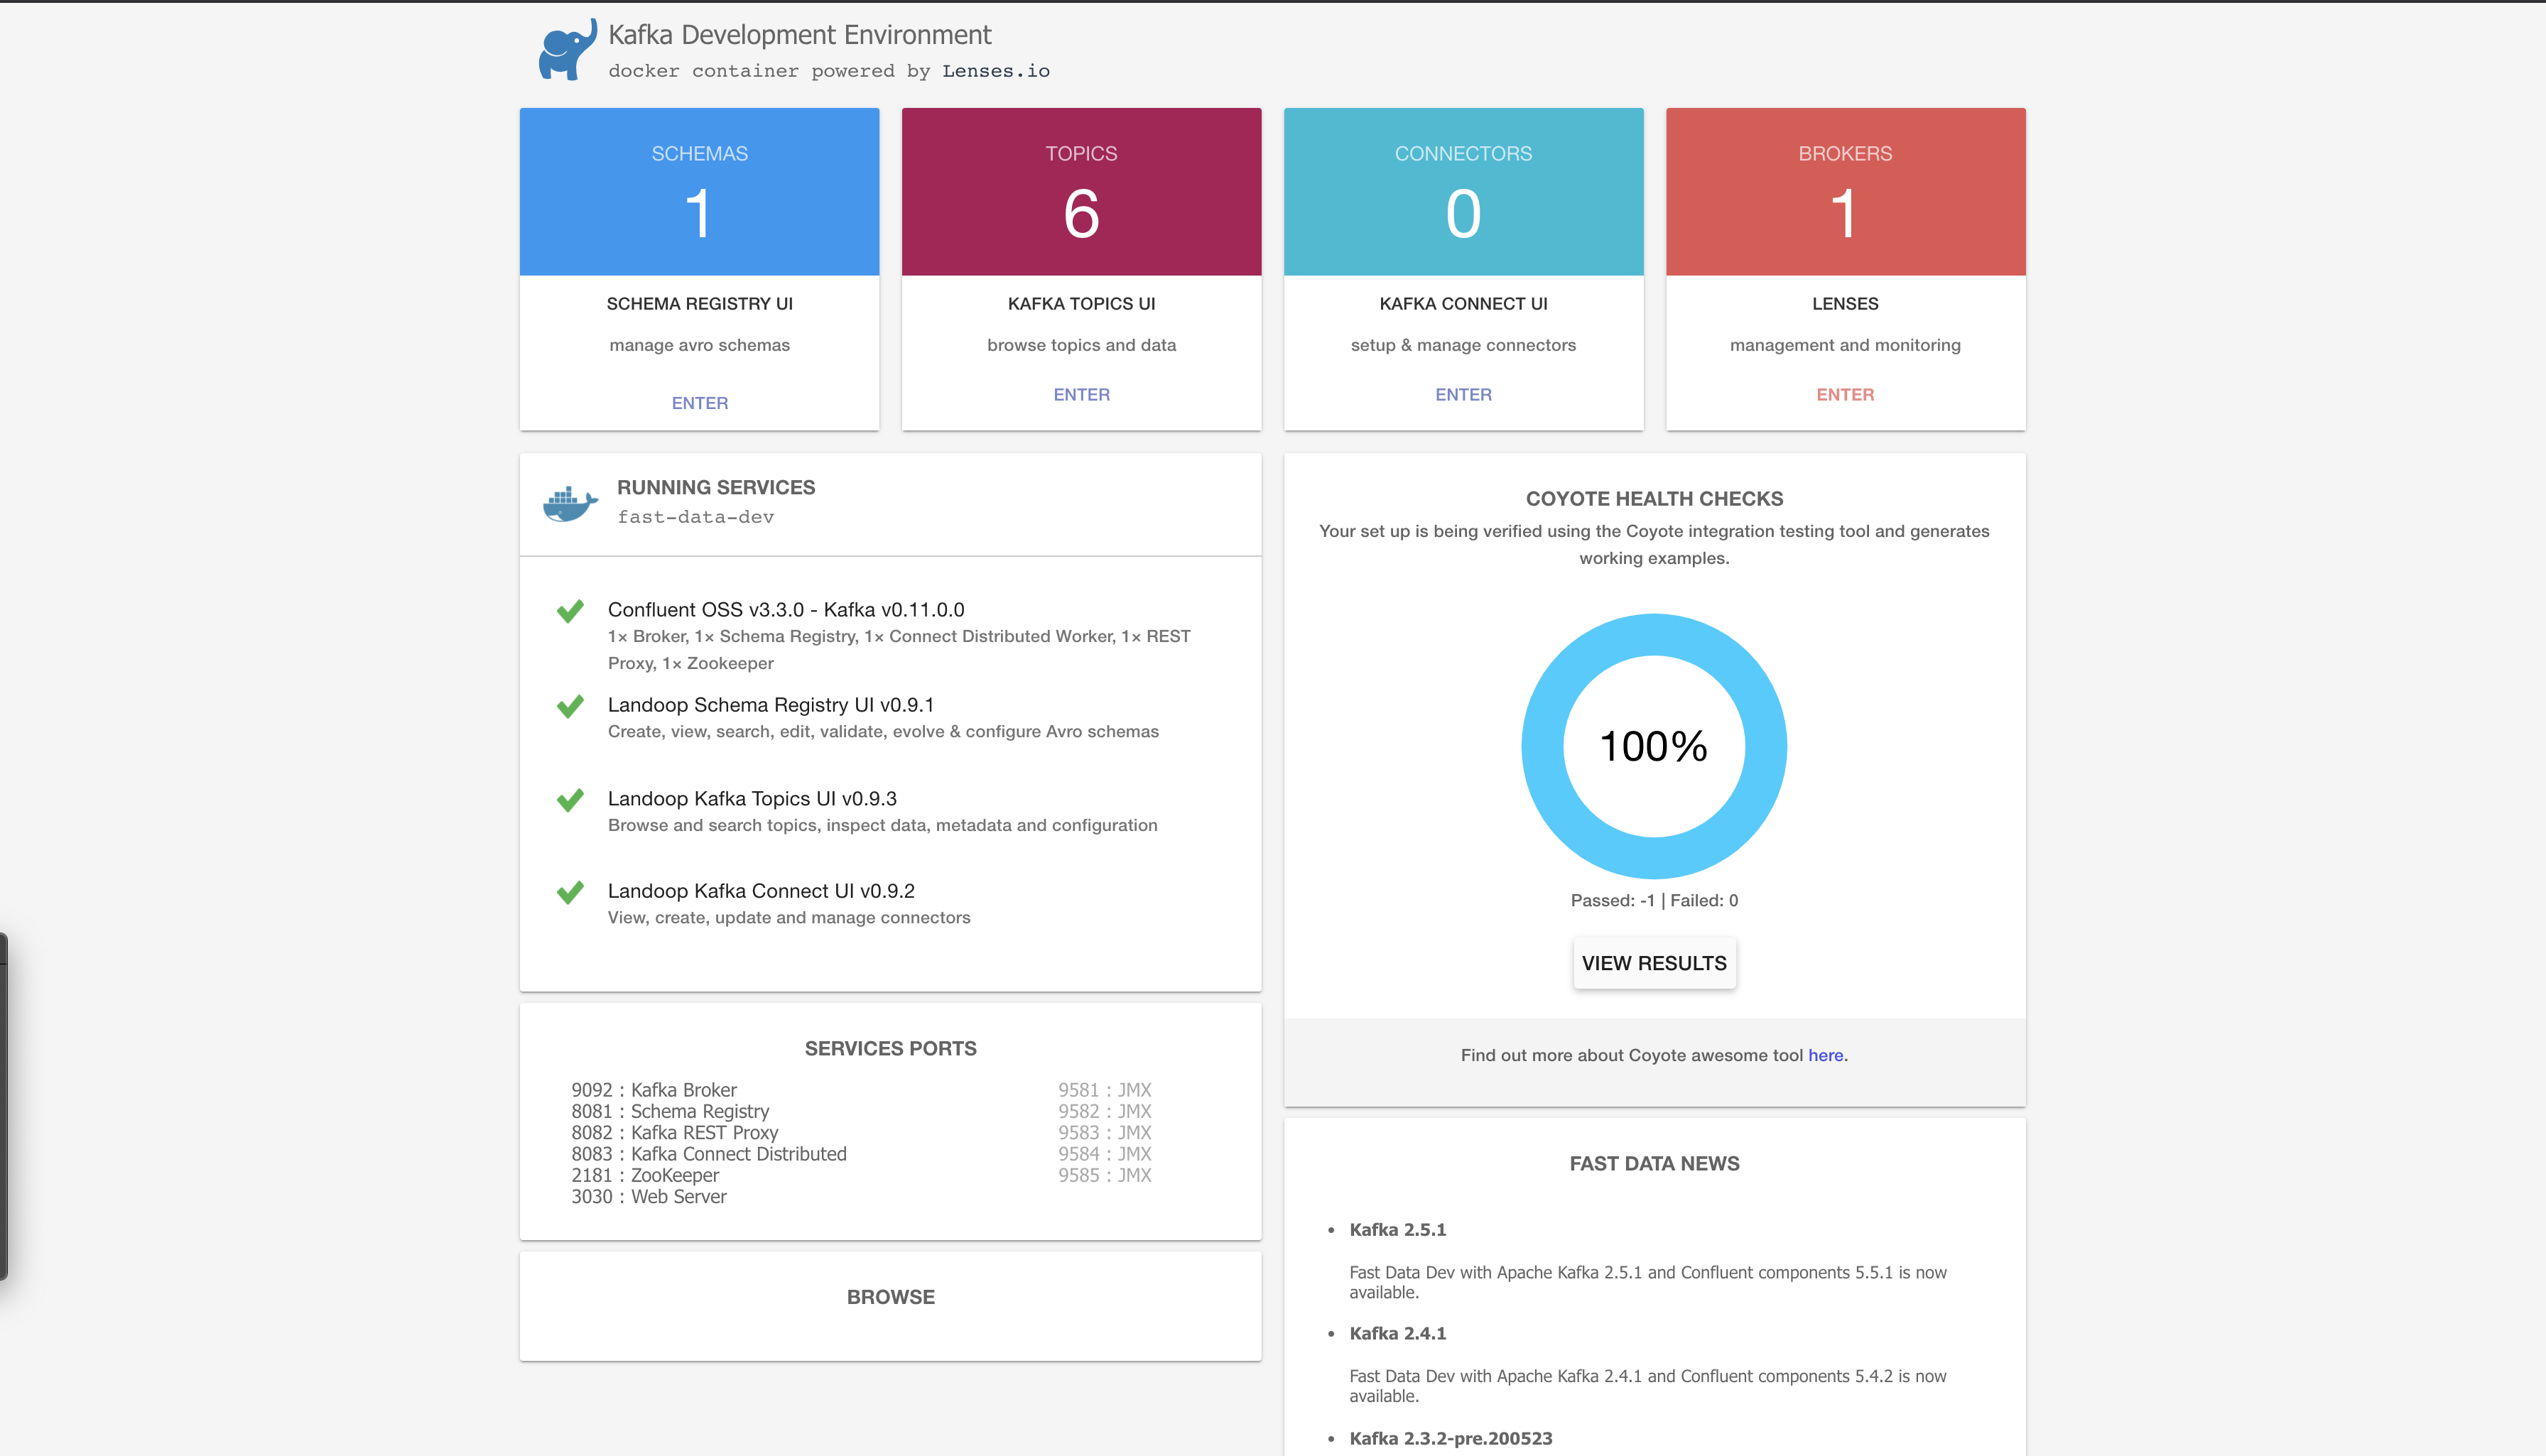 Kafka Development Environment
docker container powered by Lenses.io
SCHEMAS
1
SCHEMA REGISTRY UI
manage avro schemas
ENTER
TOPICS
6
KAFKA TOPICS UI
browse topics and data
ENTER
CONNECTORS
0
KAFKA CONNECT UI
setup & manage connectors
ENTER
BROKERS
1
LENSES
management and monitoring
ENTER
RUNNING SERVICES
fast-data-dev
Confluent OSS v3.3.0 - Kafka v0.11.0.0
1× Broker, 1× Schema Registry, 1× Connect Distributed Worker, 1× REST
Proxy, 1× Zookeeper
Landoop Schema Registry UI v0.9.1
Create, view, search, edit, validate, evolve & configure Avro schemas
Landoop Kafka Topics UI v0.9.3
Browse and search topics, inspect data, metadata and configuration
Landoop Kafka Connect UI v0.9.2
View, create, update and manage connectors
SERVICES PORTS
9092 : Kafka Broker 9581 : JMX
8081 : Schema Registry 9582 : JMX
8082 : Kafka REST Proxy 9583 : JMX
8083 : Kafka Connect Distributed 9584 : JMX
2181 : ZooKeeper 9585 : JMX
3030 : Web Server
BROWSE
COYOTE HEALTH CHECKS
Your set up is being verified using the Coyote integration testing tool and generates
working examples.
100%
Passed: -1 | Failed: 0
VIEW RESULTS
Find out more about Coyote awesome tool here.
FAST DATA NEWS
• Kafka 2.5.1
Fast Data Dev with Apache Kafka 2.5.1 and Confluent components 5.5.1 is now
available.
• Kafka 2.4.1
Fast Data Dev with Apache Kafka 2.4.1 and Confluent components 5.4.2 is now
available.
• Kafka 2.3.2-pre.200523